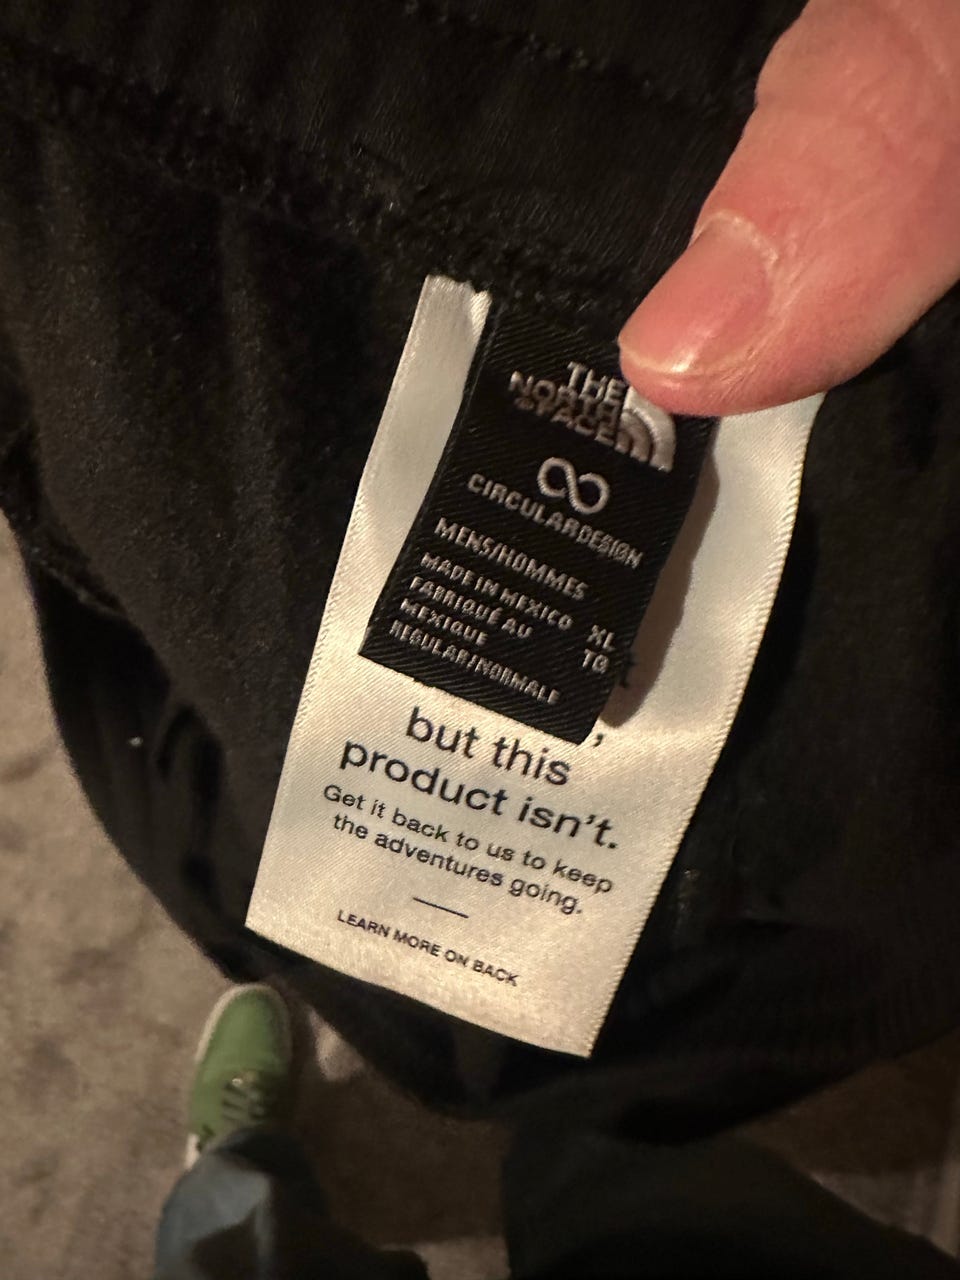 THE
NORTH
FACE
CIRCULARDESIGN
MENS/HOMMES
MADE IN MEXICO XL
FABRIQUÉ AU TG
MEXIQUE
REGULAR/NORMALE
but this
product isn't.
Get it back to us to keep
the adventures going.
LEARN MORE ON BACK